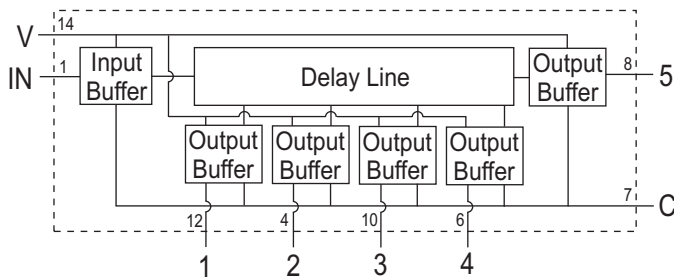 V 14
IN 1
Input
Buffer
Delay Line
Output
Buffer
8 5
Output
Buffer
Output
Buffer
Output
Buffer
Output
Buffer
7 C
12 4 10 6
1 2 3 4